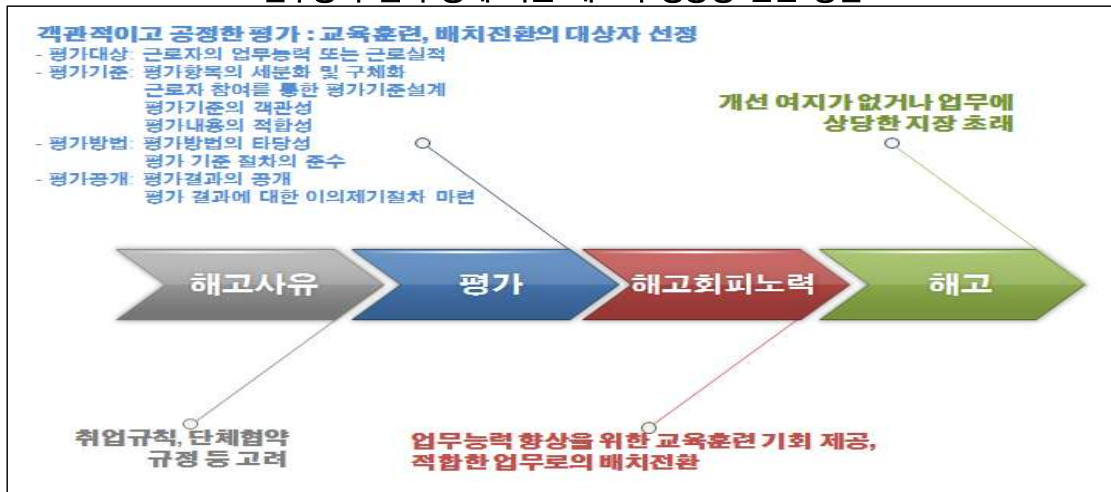 객관적이고 공정한 평가 : 교육훈련, 배치전환의 대상자 선정
- 평가대상: 근로자의 업무능력 또는 근로실적
- 평가기준: 평가항목의 세분화 및 구체화
근로자 참여를 통한 평가기준설계
평가기준의 객관성
평가내용의 적합성
- 평가방법: 평가방법의 타당성
평가 기준 절차의 준수
- 평가공개: 평가결과의 공개
평가 결과에 대한 이의제기절차 마련
개선 여지가 없거나 업무에
상당한 지장 초래
해고사유
평가
해고회피노력
해고
취업규칙, 단체협약
규정 등 고려
업무능력 향상을 위한 교육훈련 기회 제공,
적합한 업무로의 배치전환